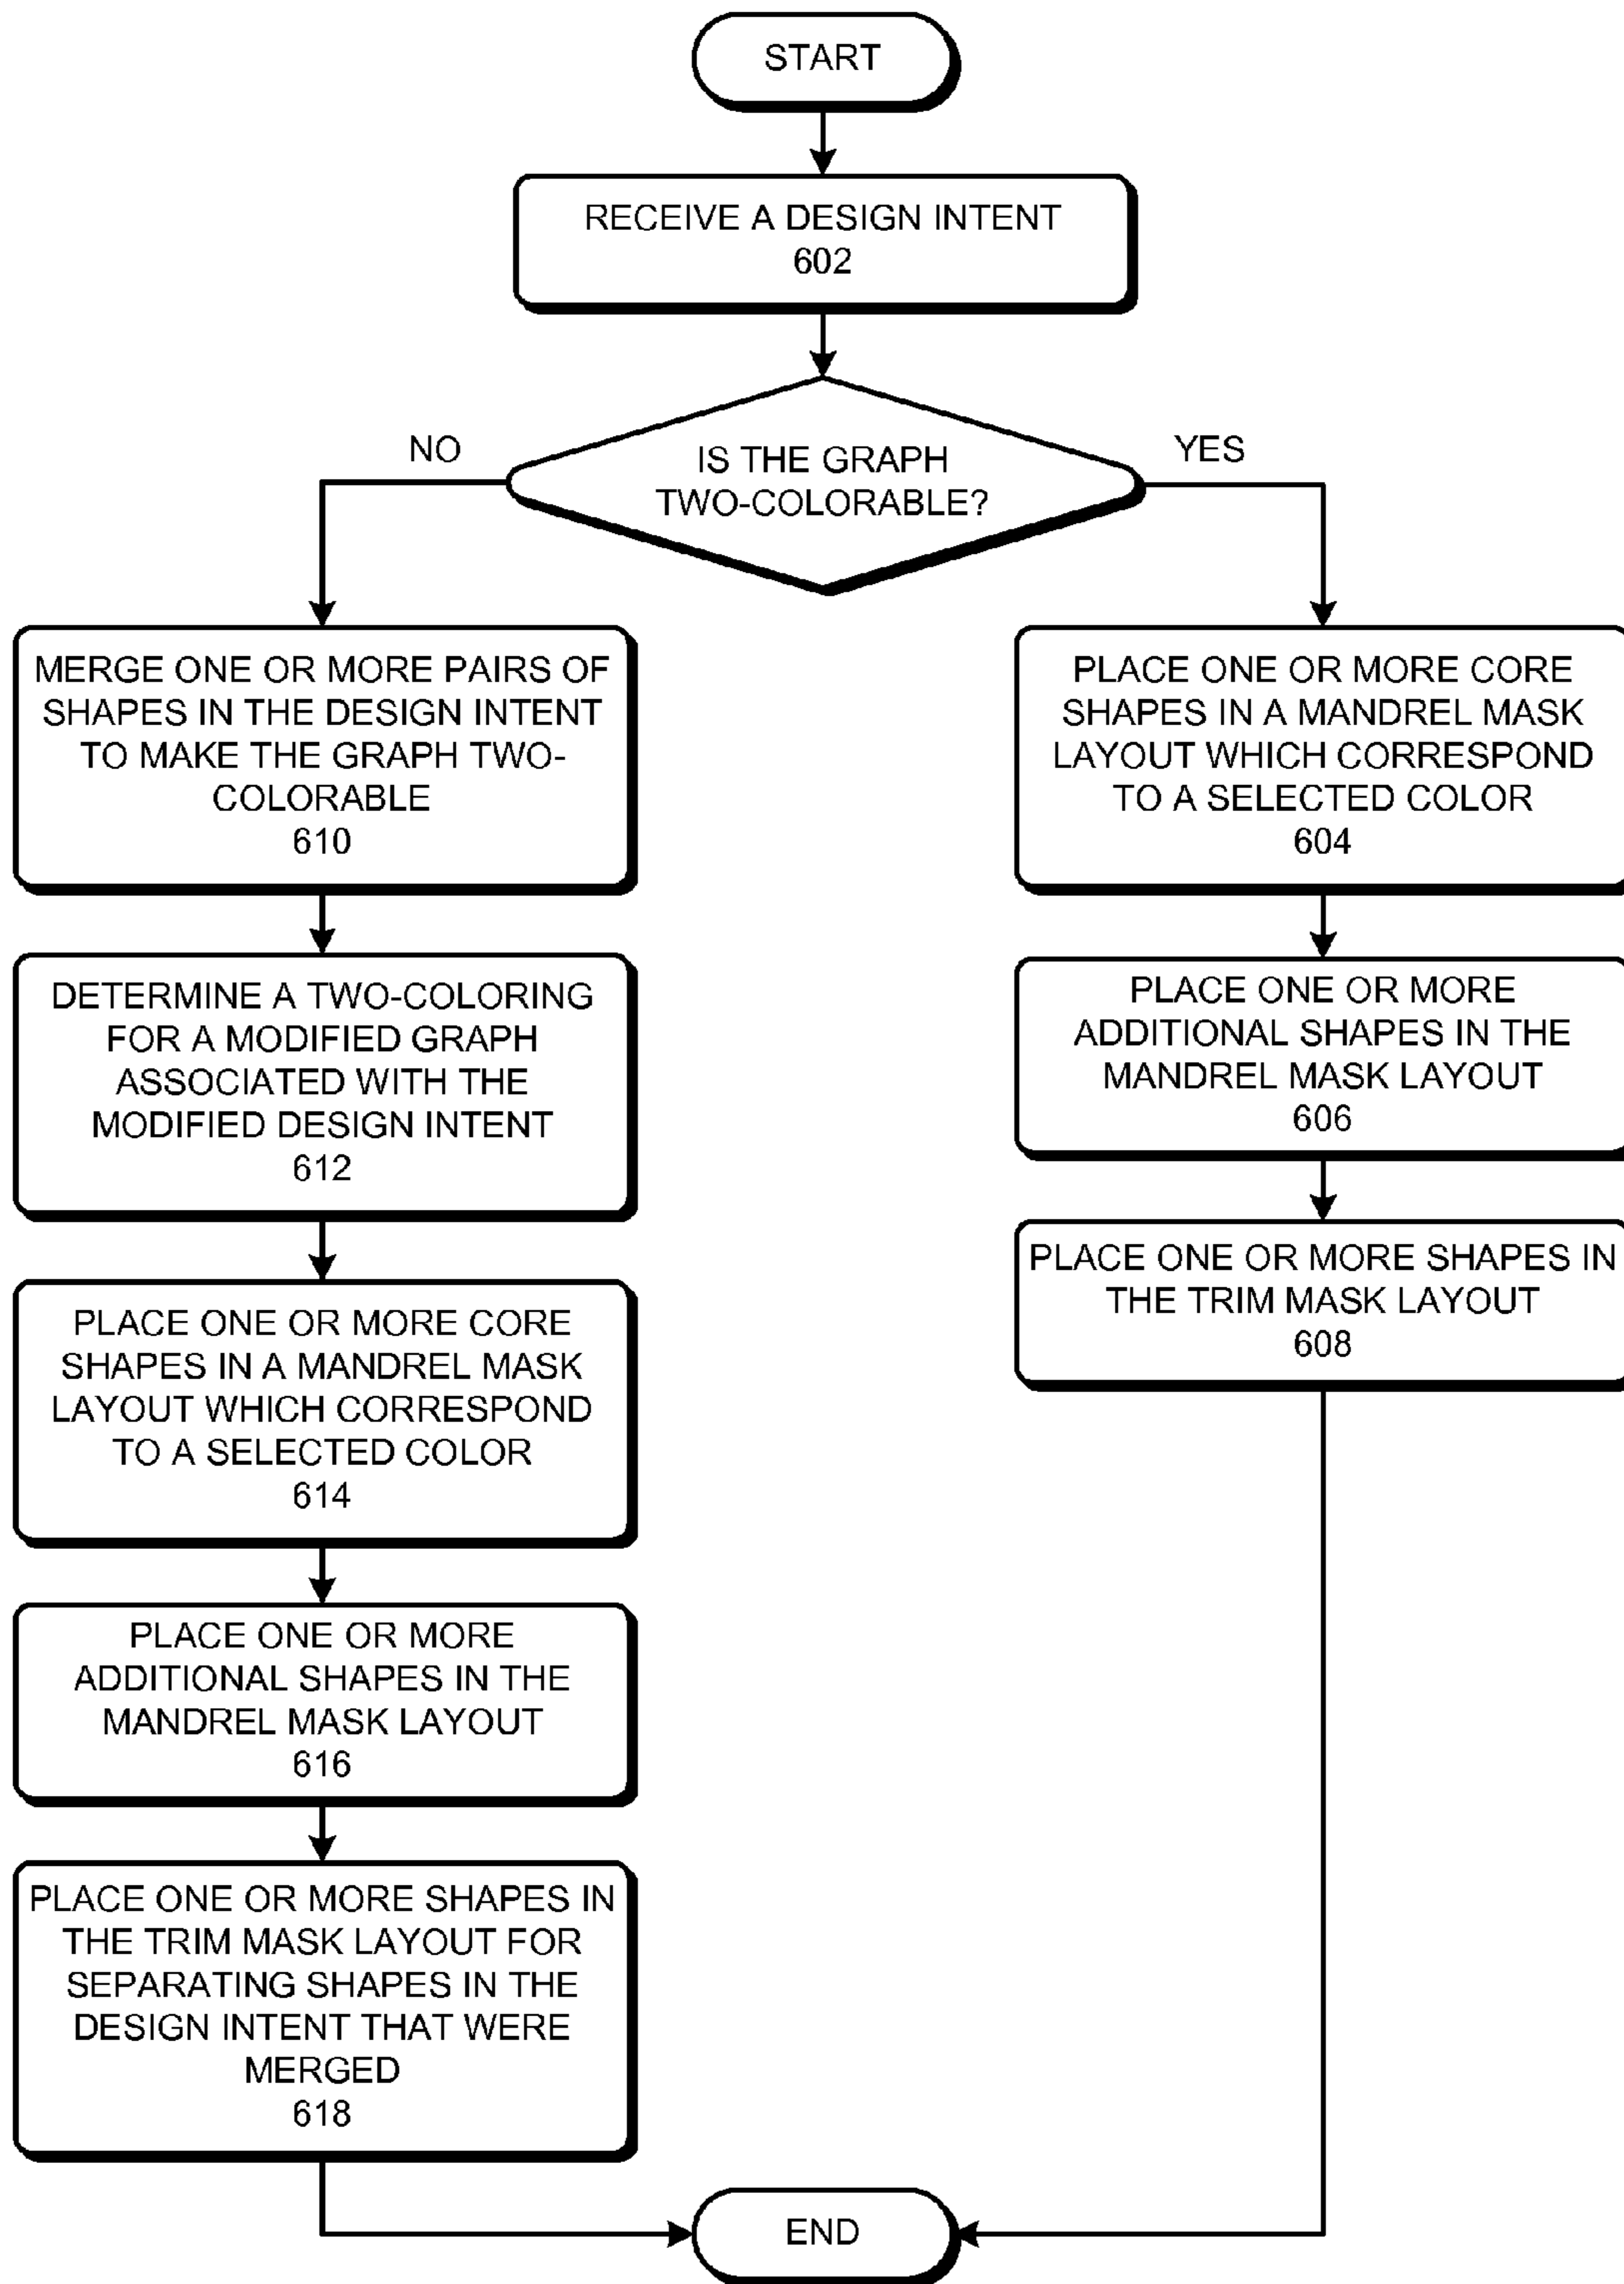 START
RECEIVE A DESIGN INTENT
602
IS THE GRAPH
TWO-COLORABLE?
NO
YES
MERGE ONE OR MORE PAIRS OF
SHAPES IN THE DESIGN INTENT
TO MAKE THE GRAPH TWO-
COLORABLE
610
DETERMINE A TWO-COLORING
FOR A MODIFIED GRAPH
ASSOCIATED WITH THE
MODIFIED DESIGN INTENT
612
PLACE ONE OR MORE CORE
SHAPES IN A MANDREL MASK
LAYOUT WHICH CORRESPOND
TO A SELECTED COLOR
614
PLACE ONE OR MORE
ADDITIONAL SHAPES IN THE
MANDREL MASK LAYOUT
616
PLACE ONE OR MORE SHAPES IN
THE TRIM MASK LAYOUT FOR
SEPARATING SHAPES IN THE
DESIGN INTENT THAT WERE
MERGED
618
PLACE ONE OR MORE CORE
SHAPES IN A MANDREL MASK
LAYOUT WHICH CORRESPOND
TO A SELECTED COLOR
604
PLACE ONE OR MORE
ADDITIONAL SHAPES IN THE
MANDREL MASK LAYOUT
606
PLACE ONE OR MORE SHAPES IN
THE TRIM MASK LAYOUT
608
END